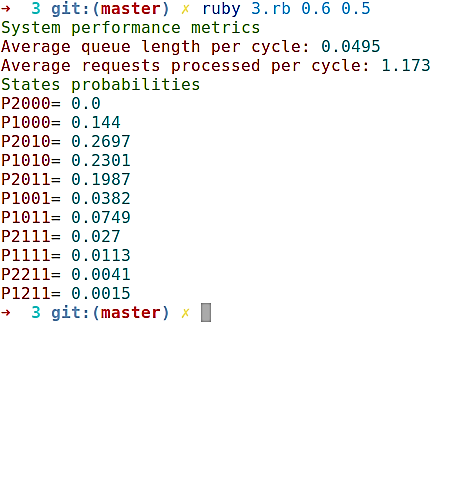 → 3 git:(master) ✗ ruby 3.rb 0.6 0.5
System performance metrics
Average queue length per cycle: 0.0495
Average requests processed per cycle: 1.173
States probabilities
P2000= 0.0
P1000= 0.144
P2010= 0.2697
P1010= 0.2301
P2011= 0.1987
P1001= 0.0382
P1011= 0.0749
P2111= 0.027
P1111= 0.0113
P2211= 0.0041
P1211= 0.0015
→ 3 git:(master) ✗